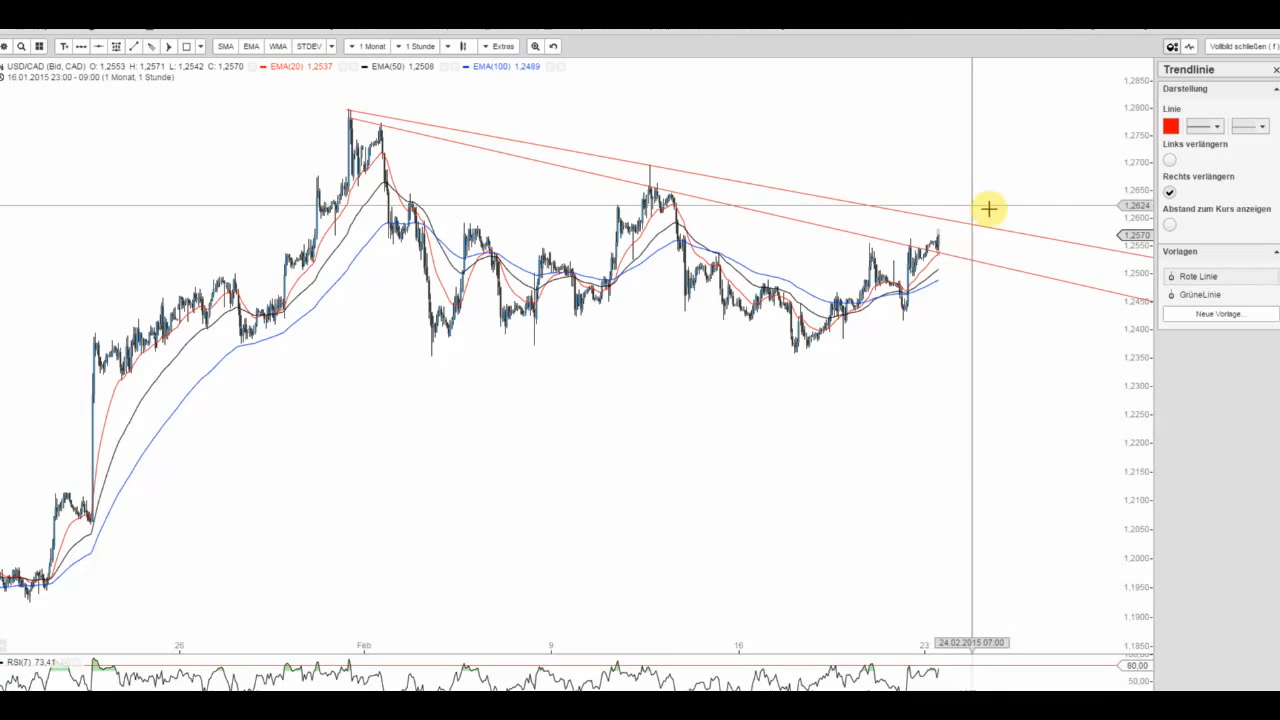 T SMA EMA WMA STDEV 1 Monat 1 Stunde Extras Vollbild schließen ( f )
USD/CAD (Bid, CAD) O: 1,2553 H: 1,2571 L: 1,2542 C: 1,2570 EMA(20) 1,2537 EMA(50) 1,2508 EMA(100) 1,2489
16.01.2015 23:00 - 09:00 (1 Monat, 1 Stunde)
Trendlinie
Darstellung
Linie
Links verlängern
Rechts verlängern
Abstand zum Kurs anzeigen
Vorlagen
Rote Linie
GrüneLinie
Neue Vorlage...
1,2850
1,2800
1,2750
1,2700
1,2650
1,2624
1,2600
1,2570
1,2550
1,2500
1,2450
1,2400
1,2350
1,2300
1,2250
1,2200
1,2150
1,2100
1,2050
1,2000
1,1950
1,1900
1,1850
26 Feb 9 16 23 24.02.2015 07:00
RSI(7) 73,41
80,00
50,00